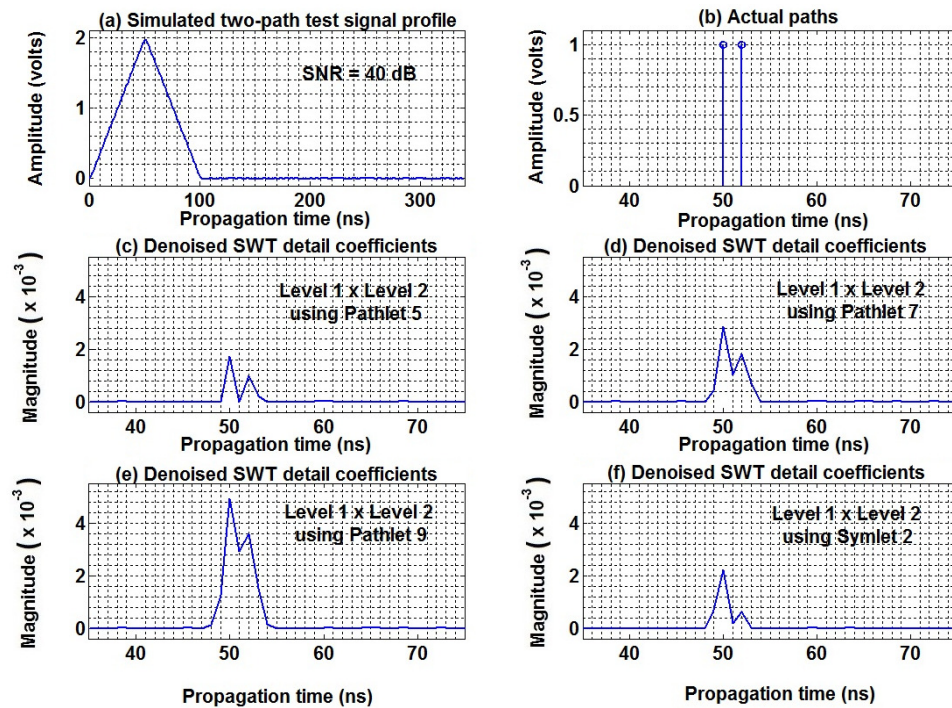 (a) Simulated two-path test signal profile
Amplitude (volts)
2
1
0
SNR = 40 dB
0 100 200 300
Propagation time (ns)
(b) Actual paths
Amplitude (volts)
1
0.5
0
40 50 60 70
Propagation time (ns)
(c) Denoised SWT detail coefficients
Magnitude ( x 10⁻³ )
4
2
0
Level 1 x Level 2
using Pathlet 5
40 50 60 70
Propagation time (ns)
(d) Denoised SWT detail coefficients
Magnitude ( x 10⁻³ )
4
2
0
Level 1 x Level 2
using Pathlet 7
40 50 60 70
Propagation time (ns)
(e) Denoised SWT detail coefficients
Magnitude ( x 10⁻³ )
4
2
0
Level 1 x Level 2
using Pathlet 9
40 50 60 70
Propagation time (ns)
(f) Denoised SWT detail coefficients
Magnitude ( x 10⁻³ )
4
2
0
Level 1 x Level 2
using Symlet 2
40 50 60 70
Propagation time (ns)